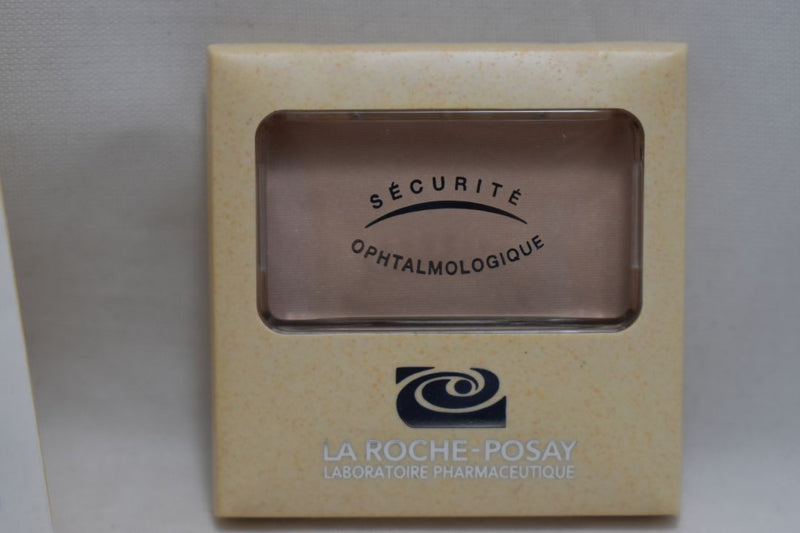 SÉCURITÉ
OPHTALMOLOGIQUE
LA ROCHE-POSAY
LABORATOIRE PHARMACEUTIQUE